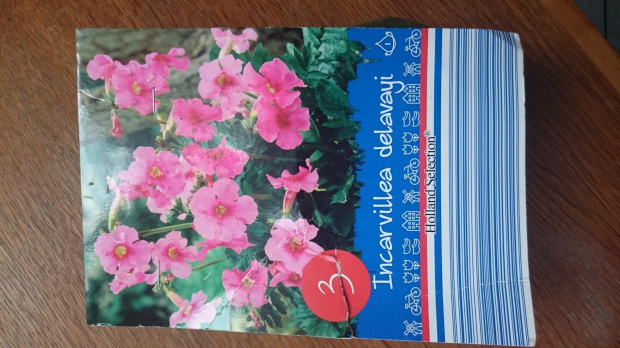 3
Incarvillea delavayi
Holland Selection®